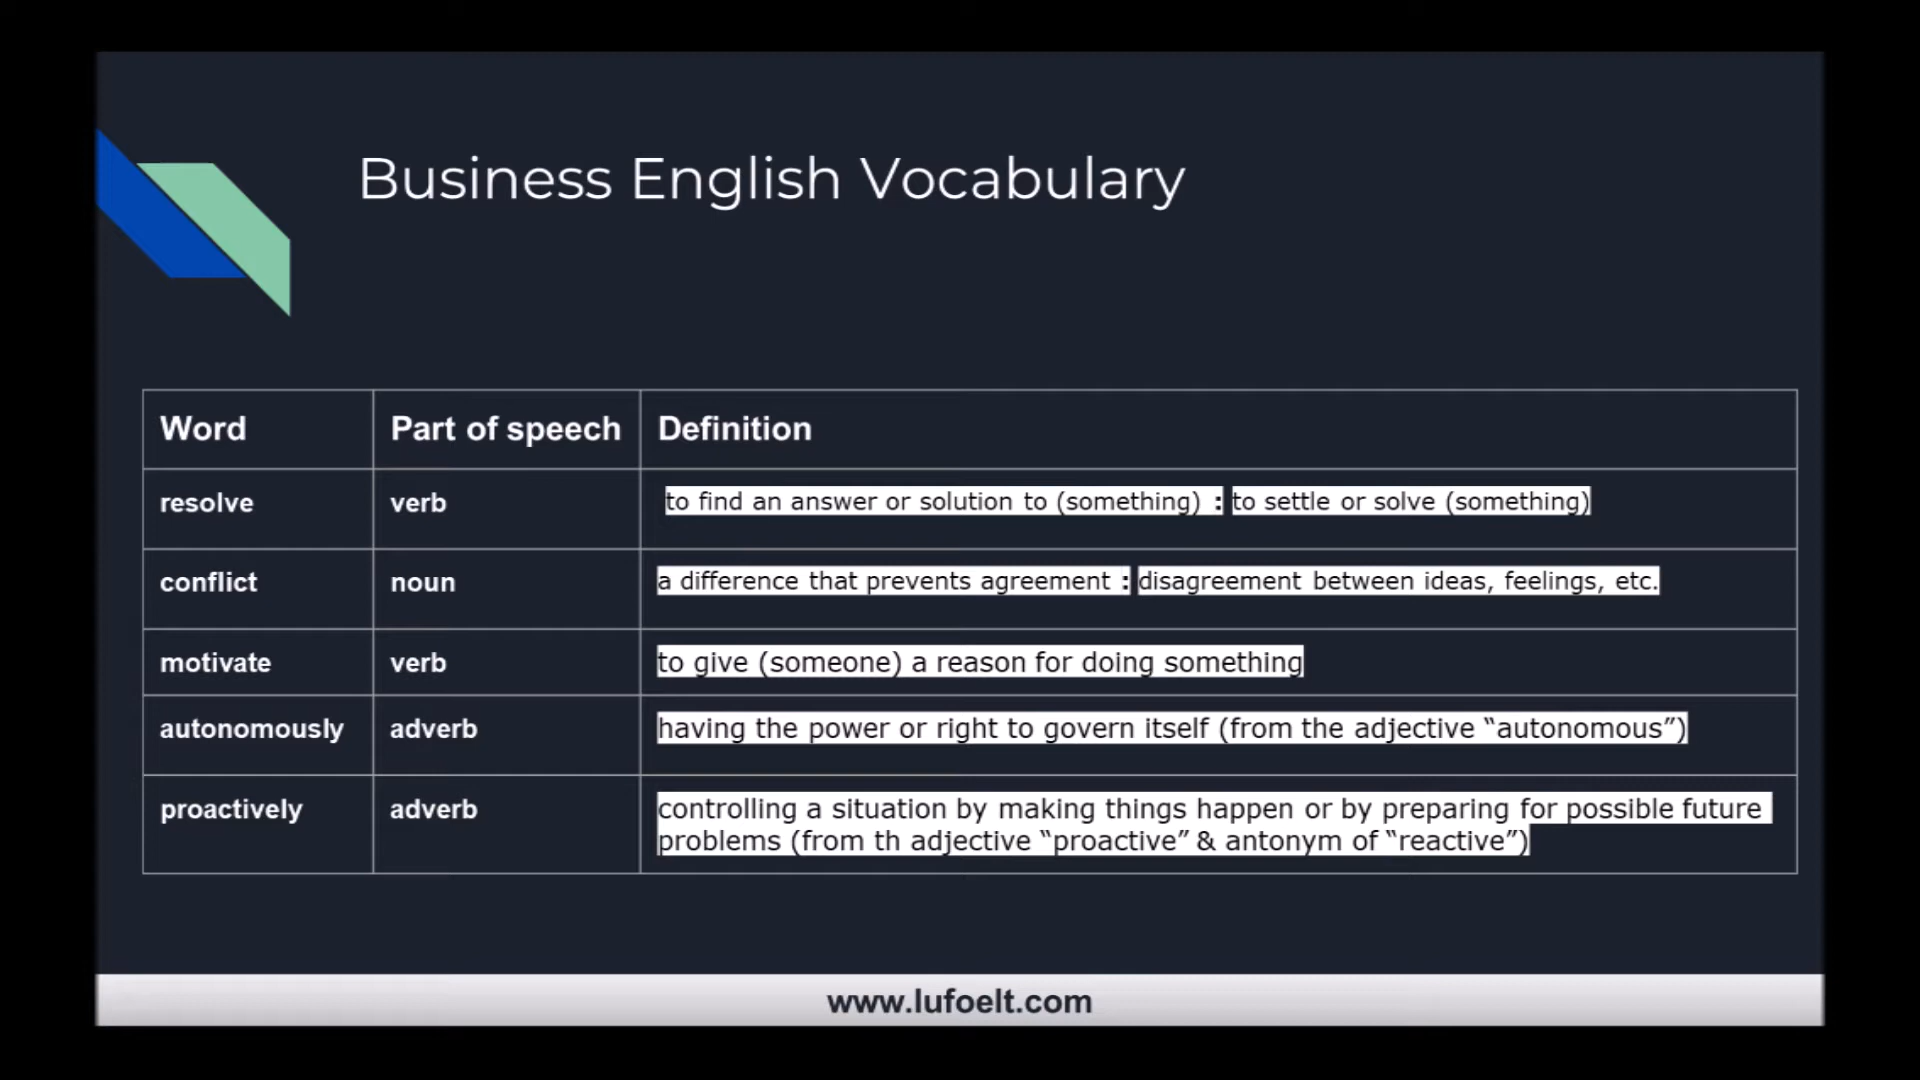 Business English Vocabulary
Word Part of speech Definition
resolve verb to find an answer or solution to (something) : to settle or solve (something)
conflict noun a difference that prevents agreement : disagreement between ideas, feelings, etc.
motivate verb to give (someone) a reason for doing something
autonomously adverb having the power or right to govern itself (from the adjective “autonomous”)
proactively adverb controlling a situation by making things happen or by preparing for possible future
problems (from th adjective “proactive” & antonym of “reactive”)
www.lufoelt.com